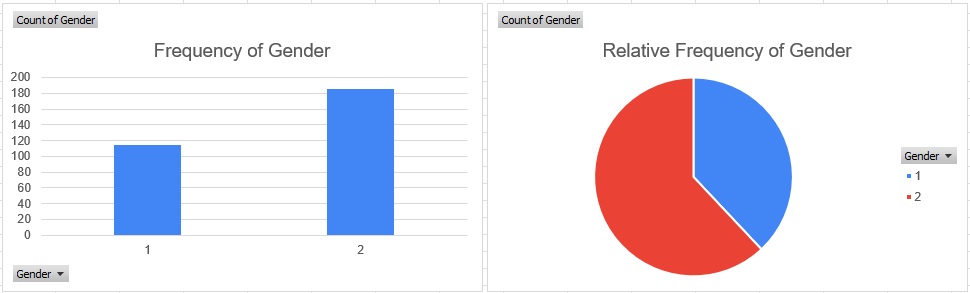 Count of Gender
Frequency of Gender
200
180
160
140
120
100
80
60
40
20
0
1
2
Gender
Count of Gender
Relative Frequency of Gender
Gender
1
2